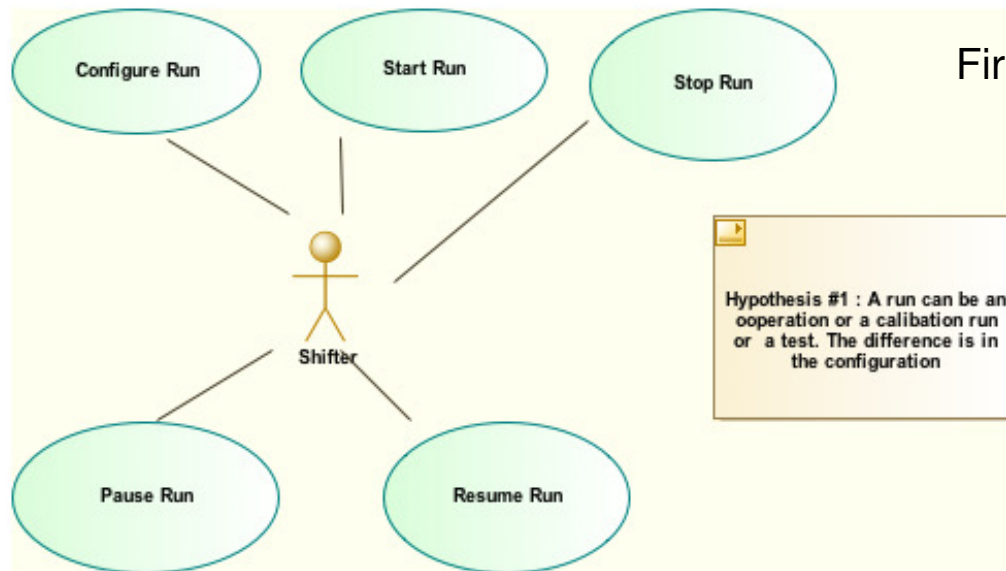 Configure Run
Start Run
Stop Run
Fir
Hypothesis #1 : A run can be an
ooperation or a calibation run
or a test. The difference is in
the configuration
Shifter
Pause Run
Resume Run